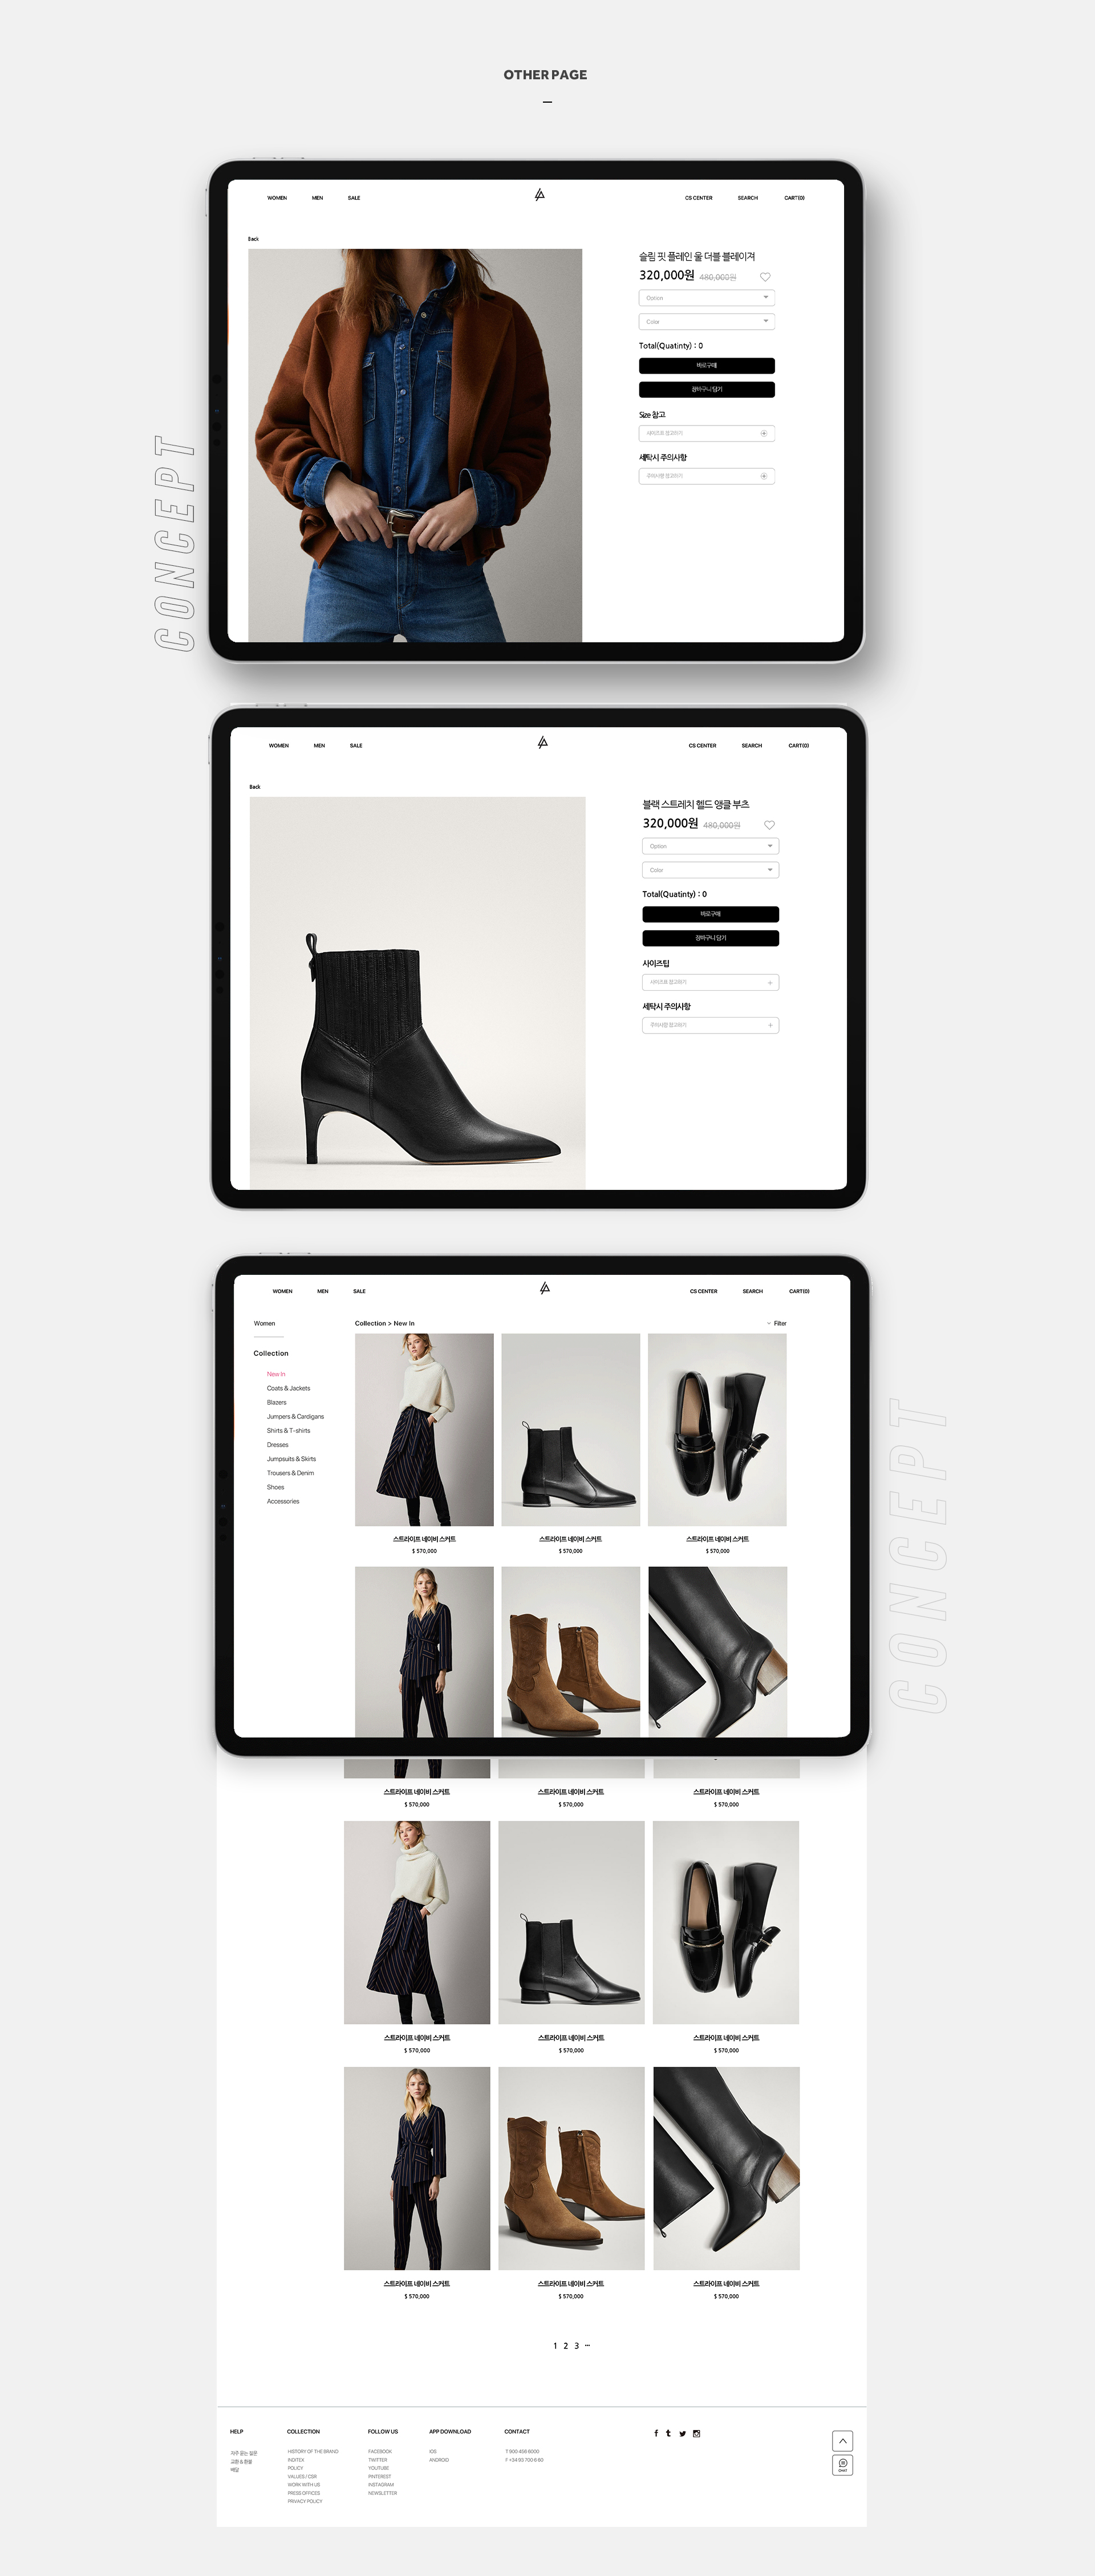 OTHER PAGE
CONCEPT
WOMEN MEN SALE CS CENTER SEARCH CART(0)
Back
슬림 핏 플레인 울 더블 블레이져
320,000원 480,000원
Option
Color
Total(Quatinty) : 0
바로구매
장바구니 담기
Size 참고
사이즈표 참고하기
세탁시 주의사항
주의사항 참고하기
WOMEN MEN SALE CS CENTER SEARCH CART(0)
Back
블랙 스트레치 힐드 앵클 부츠
320,000원 480,000원
Option
Color
Total(Quatinty) : 0
바로구매
장바구니 담기
사이즈팁
사이즈표 참고하기
세탁시 주의사항
주의사항 참고하기
WOMEN MEN SALE CS CENTER SEARCH CART(0)
Women
Collection > New In
Filter
Collection
New In
Coats & Jackets
Blazers
Jumpers & Cardigans
Shirts & T-shirts
Dresses
Jumpsuits & Skirts
Trousers & Denim
Shoes
Accessories
스트라이프 네이비 스커트 스트라이프 네이비 스커트 스트라이프 네이비 스커트
$ 570,000 $ 570,000 $ 570,000
CONCEPT
스트라이프 네이비 스커트 스트라이프 네이비 스커트 스트라이프 네이비 스커트
$ 570,000 $ 570,000 $ 570,000
스트라이프 네이비 스커트 스트라이프 네이비 스커트 스트라이프 네이비 스커트
$ 570,000 $ 570,000 $ 570,000
스트라이프 네이비 스커트 스트라이프 네이비 스커트 스트라이프 네이비 스커트
$ 570,000 $ 570,000 $ 570,000
1 2 3 ···
HELP
자주 묻는 질문
교환 & 환불
배달
COLLECTION
HISTORY OF THE BRAND
INDITEX
POLICY
VALUES / CSR
WORK WITH US
PRESS OFFICES
PRIVACY POLICY
FOLLOW US
FACEBOOK
TWITTER
YOUTUBE
PINTEREST
INSTAGRAM
NEWSLETTER
APP DOWNLOAD
IOS
ANDROID
CONTACT
T 900 456 6000
F +34 93 700 6 60
CHAT